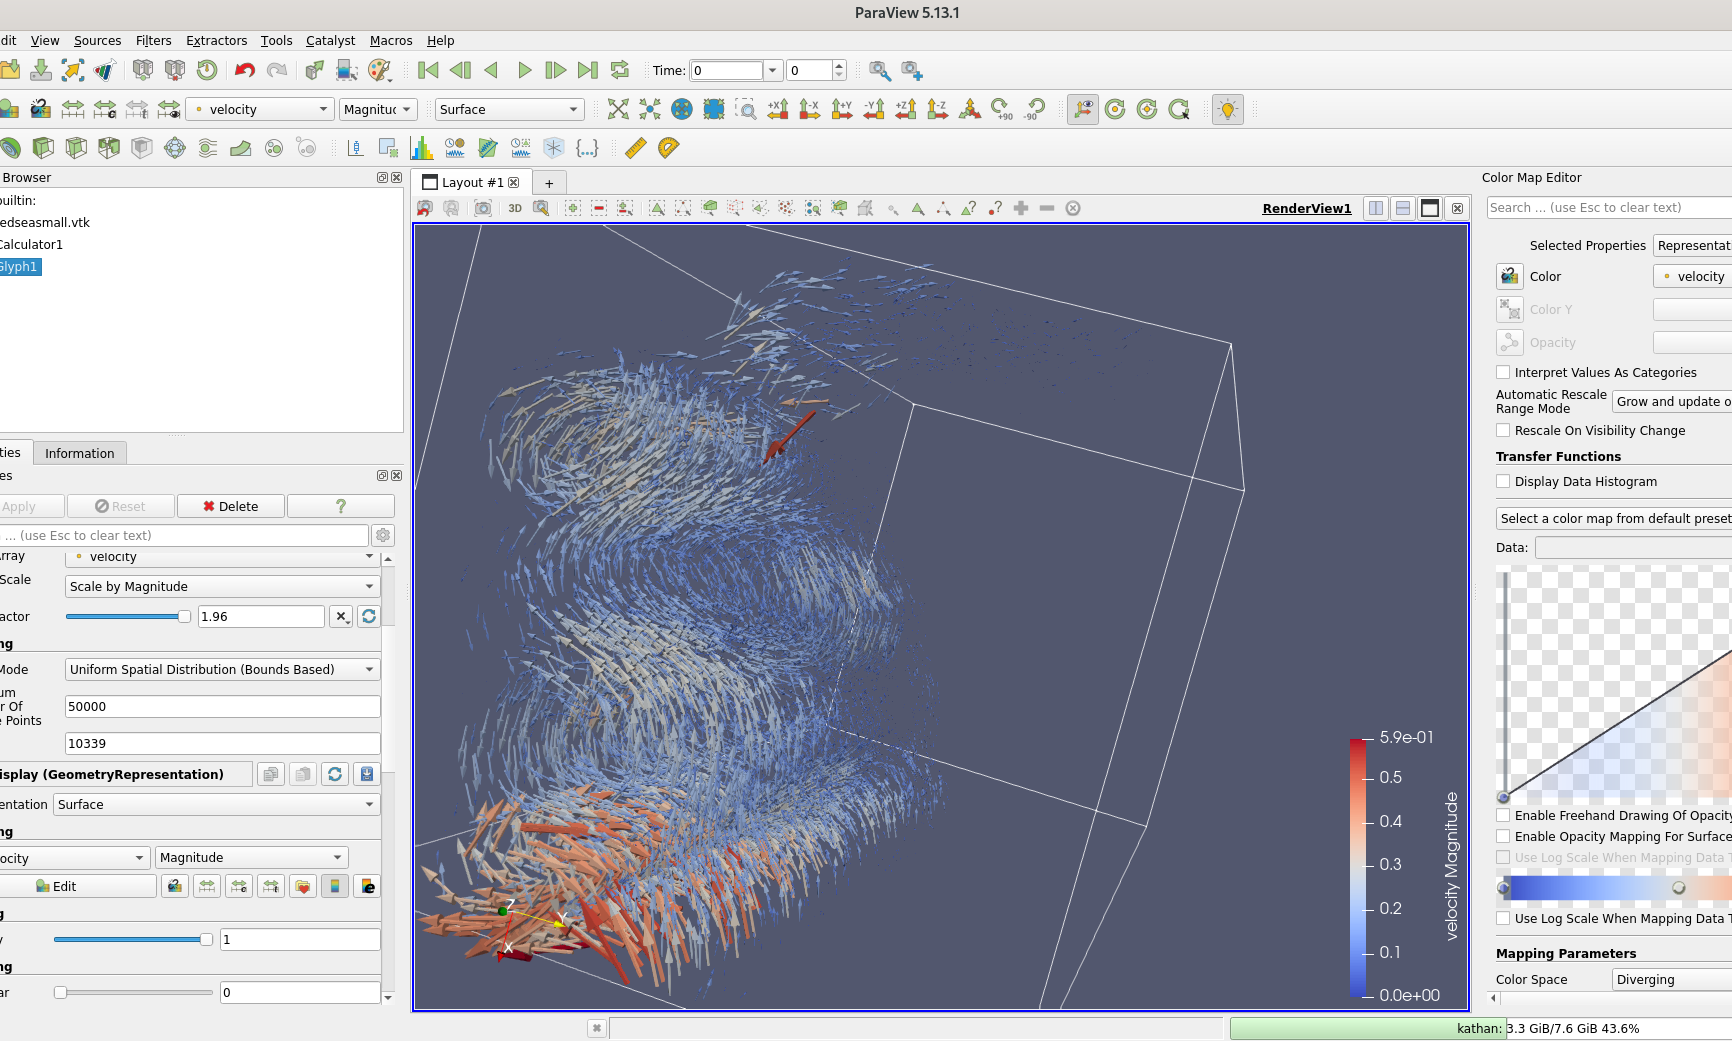 ParaView 5.13.1
dit View Sources Filters Extractors Tools Catalyst Macros Help
Time: 0 0
velocity Magnituc Surface +X -X +Y -Y +Z -Z +90 -90
Browser
Layout #1 +
Color Map Editor
uiltin:
edseasmall.vtk
Calculator1
Glyph1
3D
RenderView1
Search ... (use Esc to clear text)
Selected Properties Representati
Color velocity
Color Y
Opacity
Interpret Values As Categories
Automatic Rescale Range Mode Grow and update o
Rescale On Visibility Change
Transfer Functions
Display Data Histogram
Select a color map from default preset
Data:
ties Information
es
Apply Reset Delete ?
... (use Esc to clear text)
rray velocity
Scale Scale by Magnitude
actor 1.96
ng
Mode Uniform Spatial Distribution (Bounds Based)
um
r Of
e Points 50000
10339
isplay (GeometryRepresentation)
entation Surface
ng
ocity Magnitude
Edit
g
y 1
ng
ar 0
Z
Y
X
5.9e-01
0.5
0.4
0.3
0.2
0.1
0.0e+00
velocity Magnitude
Enable Freehand Drawing Of Opacity
Enable Opacity Mapping For Surface
Use Log Scale When Mapping Data T
Use Log Scale When Mapping Data T
Mapping Parameters
Color Space Diverging
kathan: 3.3 GiB/7.6 GiB 43.6%